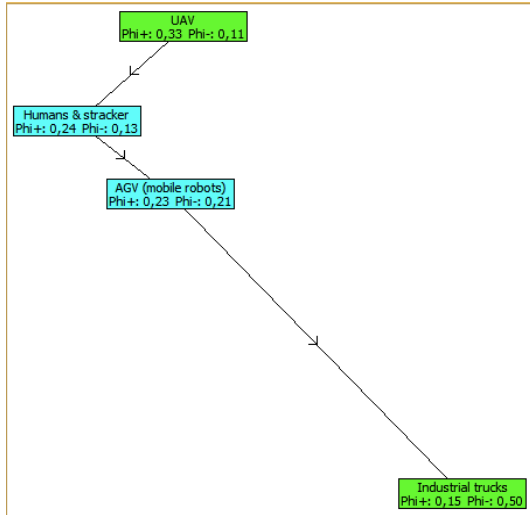 UAV
Phi+: 0,33 Phi-: 0,11
Humans & stracker
Phi+: 0,24 Phi-: 0,13
AGV (mobile robots)
Phi+: 0,23 Phi-: 0,21
Industrial trucks
Phi+: 0,15 Phi-: 0,50